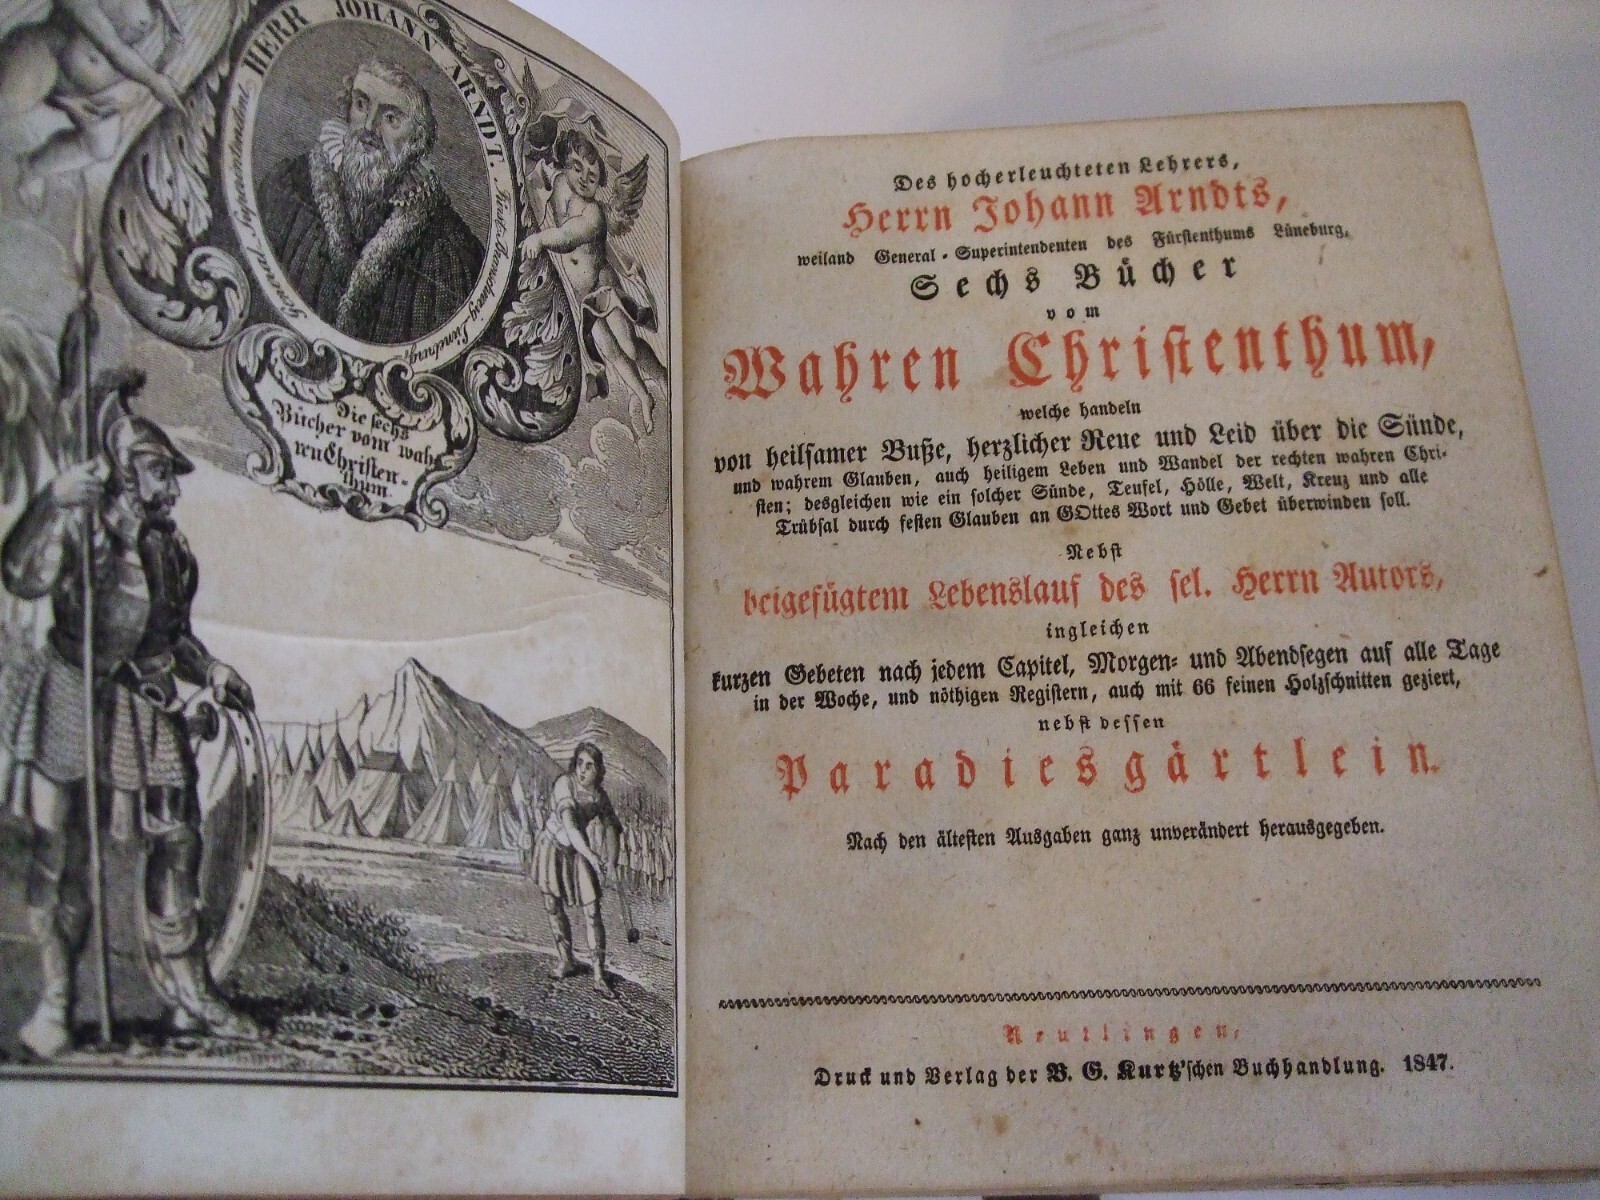 General Superintendent HERR JOHANN ARNDT. Lüneburg,
Die sechs
Bücher vom wah
ren Christen-
thum.
Des hocherleuchteten Lehrers,
Herrn Johann Arndts,
weiland General-Superintendenten des Fürstenthums Lüneburg,
Sechs Bücher
vom
Wahren Christenthum,
welche handeln
von heilsamer Buße, herzlicher Reue und Leid über die Sünde,
und wahrem Glauben, auch heiligem Leben und Wandel der rechten wahren Chri-
sten; desgleichen wie ein solcher Sünde, Teufel, Hölle, Welt, Kreuz und alle
Trübsal durch festen Glauben an GOttes Wort und Gebet überwinden soll.
Nebst
beigefügtem Lebenslauf des sel. Herrn Autors,
ingleichen
kurzen Gebeten nach jedem Capitel, Morgen- und Abendsegen auf alle Tage
in der Woche, und nöthigen Registern, auch mit 66 feinen Holzschnitten geziert,
nebst dessen
Paradiesgärtlein.
Nach den ältesten Ausgaben ganz unverändert herausgegeben.
Reutlingen,
Druck und Verlag der B. G. Kurtz'schen Buchhandlung. 1847.